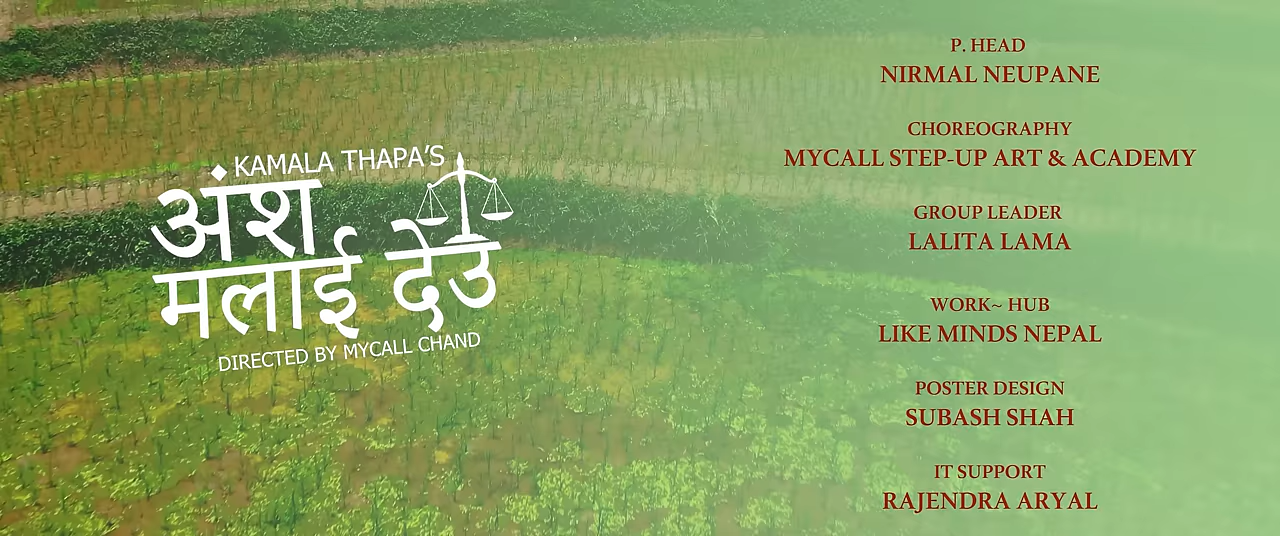 KAMALA THAPA'S
अंश
मलाई देउ
DIRECTED BY MYCALL CHAND
P. HEAD
NIRMAL NEUPANE
CHOREOGRAPHY
MYCALL STEP-UP ART & ACADEMY
GROUP LEADER
LALITA LAMA
WORK~ HUB
LIKE MINDS NEPAL
POSTER DESIGN
SUBASH SHAH
IT SUPPORT
RAJENDRA ARYAL